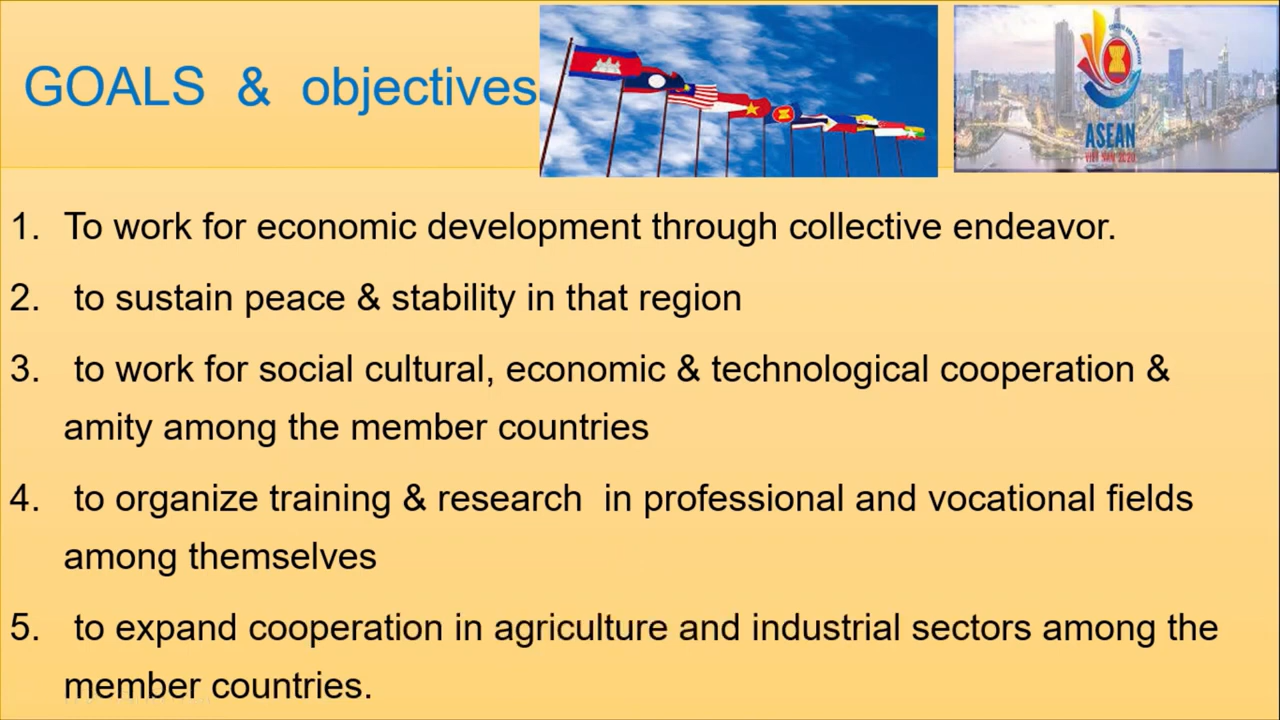 GOALS & objectives
ASEAN
VIET NAM 2020
1. To work for economic development through collective endeavor.
2. to sustain peace & stability in that region
3. to work for social cultural, economic & technological cooperation &
amity among the member countries
4. to organize training & research in professional and vocational fields
among themselves
5. to expand cooperation in agriculture and industrial sectors among the
member countries.